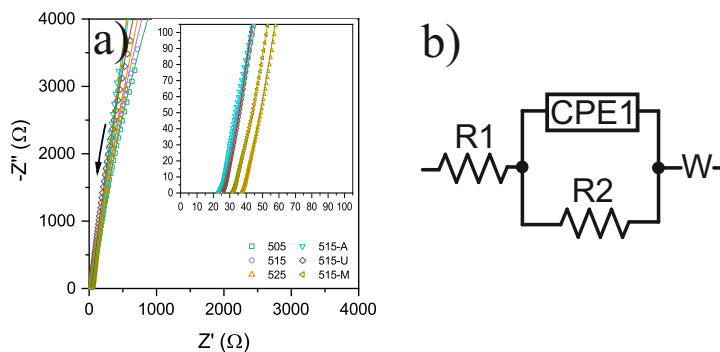 a)
-Z'' (Ω)
4000
3000
2000
1000
0
0 1000 2000 3000 4000
Z' (Ω)
100
90
80
70
60
50
40
30
20
10
0
0 10 20 30 40 50 60 70 80 90 100
505 515-A
515 515-U
525 515-M
b)
CPE1
R1
W
R2